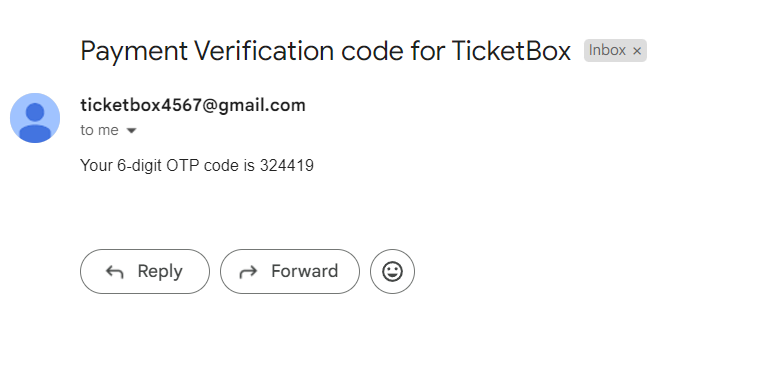 Payment Verification code for TicketBox Inbox ×
ticketbox4567@gmail.com
to me
Your 6-digit OTP code is 324419
Reply Forward